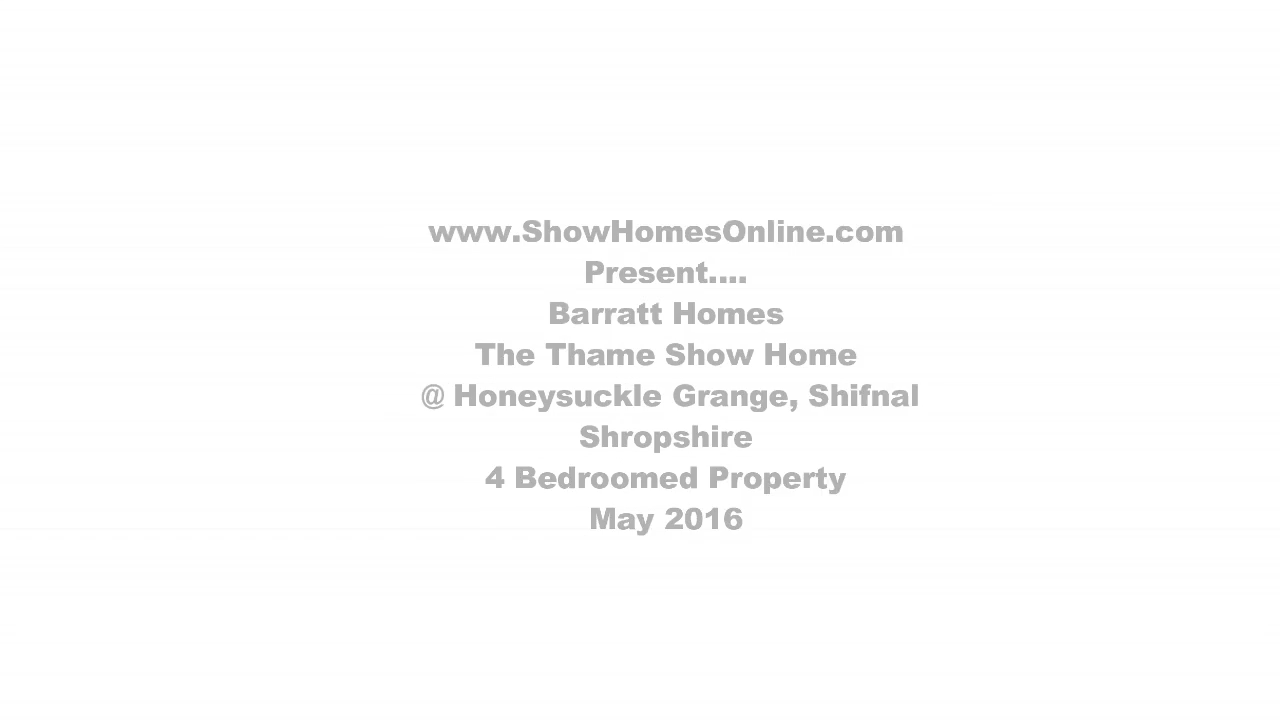 www.ShowHomesOnline.com
Present....
Barratt Homes
The Thame Show Home
@ Honeysuckle Grange, Shifnal
Shropshire
4 Bedroomed Property
May 2016